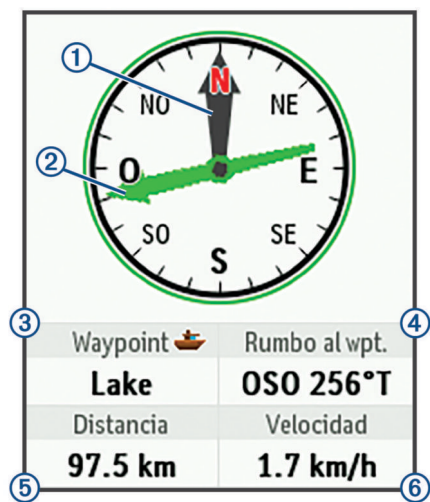 ①
N
NO NE
②
O E
SO SE
S
③ ④
Waypoint Rumbo al wpt.
Lake OSO 256°T
Distancia Velocidad
97.5 km 1.7 km/h
⑤ ⑥